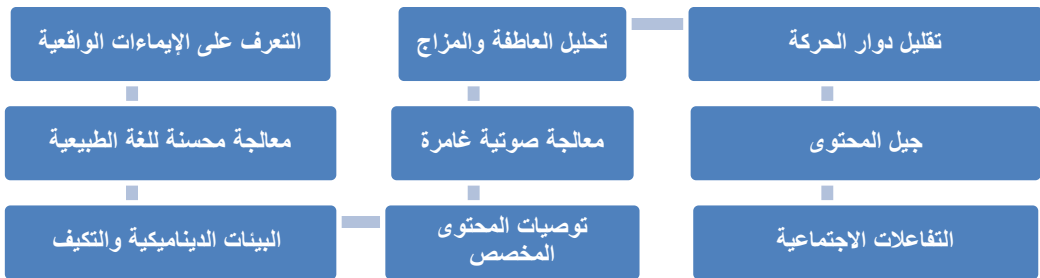 تقليل دوار الحركة
تحليل العاطفة والمزاج
التعرف على الإيماءات الواقعية
جيل المحتوى
معالجة صوتية غامرة
معالجة محسنة للغة الطبيعية
التفاعلات الاجتماعية
توصيات المحتوى
المخصص
البيئات الديناميكية والتكيف